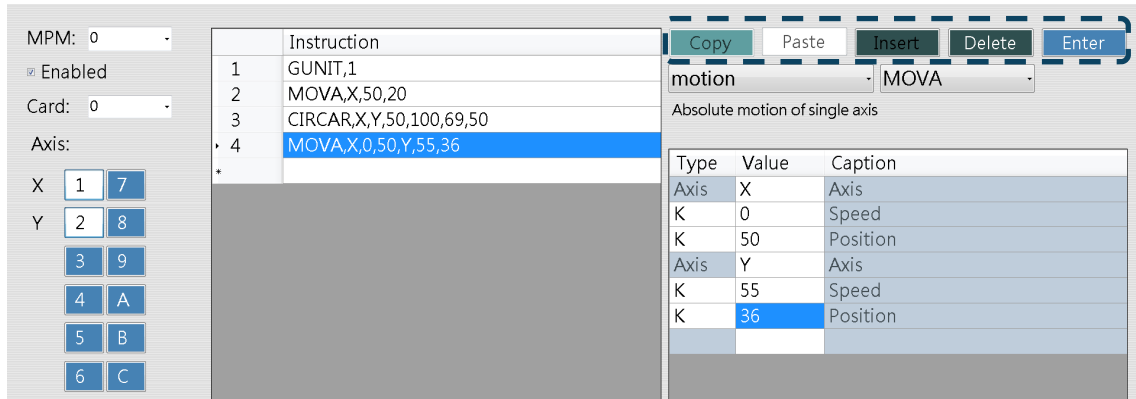 MPM: 0
Enabled
Card: 0
Axis:
X 1 7
Y 2 8
3 9
4 A
5 B
6 C
Instruction
1 GUNIT,1
2 MOVA,X,50,20
3 CIRCAR,X,Y,50,100,69,50
4 MOVA,X,0,50,Y,55,36
*
Copy Paste Insert Delete Enter
motion MOVA
Absolute motion of single axis
Type Value Caption
Axis X Axis
K 0 Speed
K 50 Position
Axis Y Axis
K 55 Speed
K 36 Position